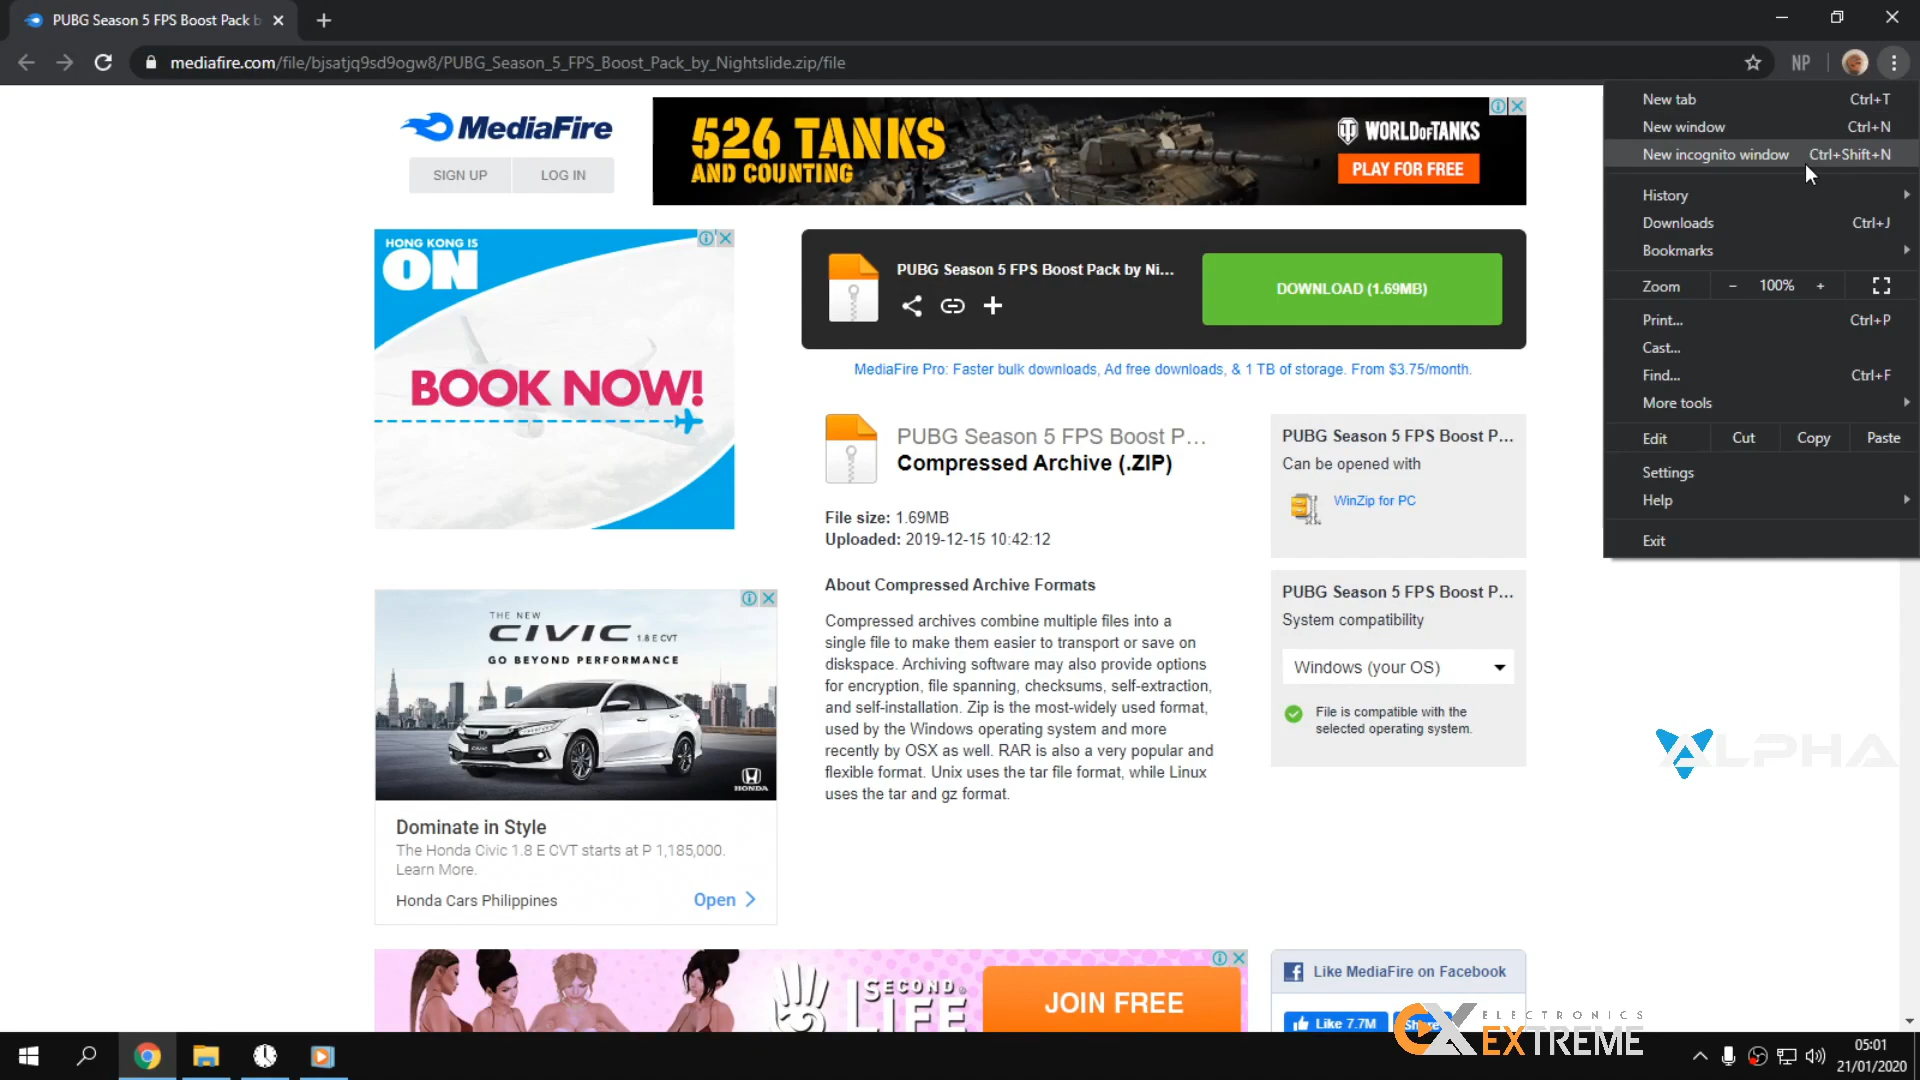 PUBG Season 5 FPS Boost Pack b
mediafire.com/file/bjsatjq9sd9ogw8/PUBG_Season_5_FPS_Boost_Pack_by_Nightslide.zip/file
NP
New tab Ctrl+T
New window Ctrl+N
New incognito window Ctrl+Shift+N
History
Downloads Ctrl+J
Bookmarks
Zoom - 100% +
Print... Ctrl+P
Cast...
Find... Ctrl+F
More tools
Edit Cut Copy Paste
Settings
Help
Exit
MediaFire
SIGN UP LOG IN
526 TANKS
AND COUNTING
WORLD OF TANKS
PLAY FOR FREE
HONG KONG IS
ON
BOOK NOW!
PUBG Season 5 FPS Boost Pack by Ni...
DOWNLOAD (1.69MB)
MediaFire Pro: Faster bulk downloads, Ad free downloads, & 1 TB of storage. From $3.75/month.
PUBG Season 5 FPS Boost P...
Compressed Archive (.ZIP)
File size: 1.69MB
Uploaded: 2019-12-15 10:42:12
About Compressed Archive Formats
Compressed archives combine multiple files into a
single file to make them easier to transport or save on
diskspace. Archiving software may also provide options
for encryption, file spanning, checksums, self-extraction,
and self-installation. Zip is the most-widely used format,
used by the Windows operating system and more
recently by OSX as well. RAR is also a very popular and
flexible format. Unix uses the tar file format, while Linux
uses the tar and gz format.
PUBG Season 5 FPS Boost P...
Can be opened with
WinZip for PC
PUBG Season 5 FPS Boost P...
System compatibility
Windows (your OS)
File is compatible with the
selected operating system.
ALPHA
THE NEW
CIVIC 1.8 E CVT
GO BEYOND PERFORMANCE
CIVIC
HONDA
Dominate in Style
The Honda Civic 1.8 E CVT starts at P 1,185,000.
Learn More.
Honda Cars Philippines Open
SECOND
LIFE
JOIN FREE
Like MediaFire on Facebook
Like 7.7M Share
ELECTRONICS
EXTREME
05:01
21/01/2020